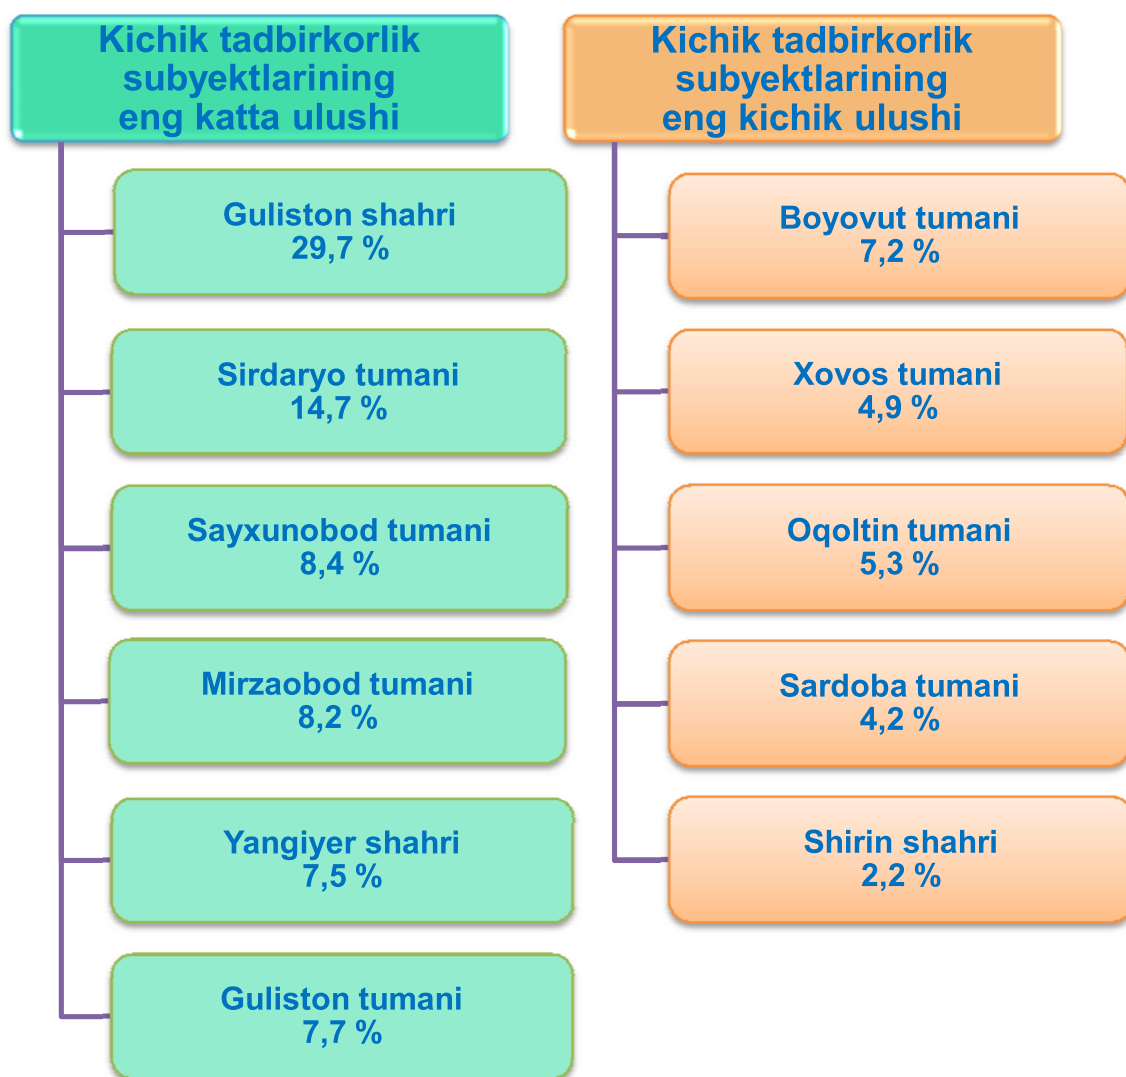 Kichik tadbirkorlik
subyektlarining
eng katta ulushi
Guliston shahri
29,7 %
Sirdaryo tumani
14,7 %
Sayxunobod tumani
8,4 %
Mirzaobod tumani
8,2 %
Yangiyer shahri
7,5 %
Guliston tumani
7,7 %
Kichik tadbirkorlik
subyektlarining
eng kichik ulushi
Boyovut tumani
7,2 %
Xovos tumani
4,9 %
Oqoltin tumani
5,3 %
Sardoba tumani
4,2 %
Shirin shahri
2,2 %